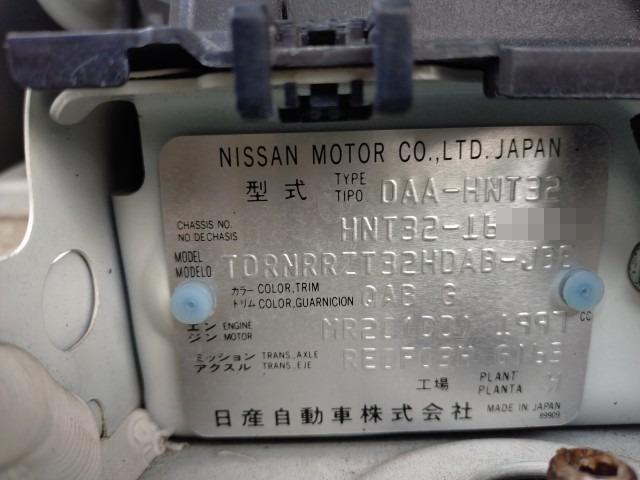 NISSAN MOTOR CO.,LTD. JAPAN
型式 TYPE TIPO DAA-HNT32
CHASSIS NO. NO DE CHASIS HNT32-16
MODEL MODELO TDRNRRZT32HDAB-J32
カラー COLOR,TRIM
トリム COLOR,GUARNICION QAB G
エンジン ENGINE MOTOR MR20 DD 1997 CC
ミッション TRANS.,AXLE
アクスル TRANS.,EJE
工場 PLANT PLANTA
日産自動車株式会社 MADE IN JAPAN
89909